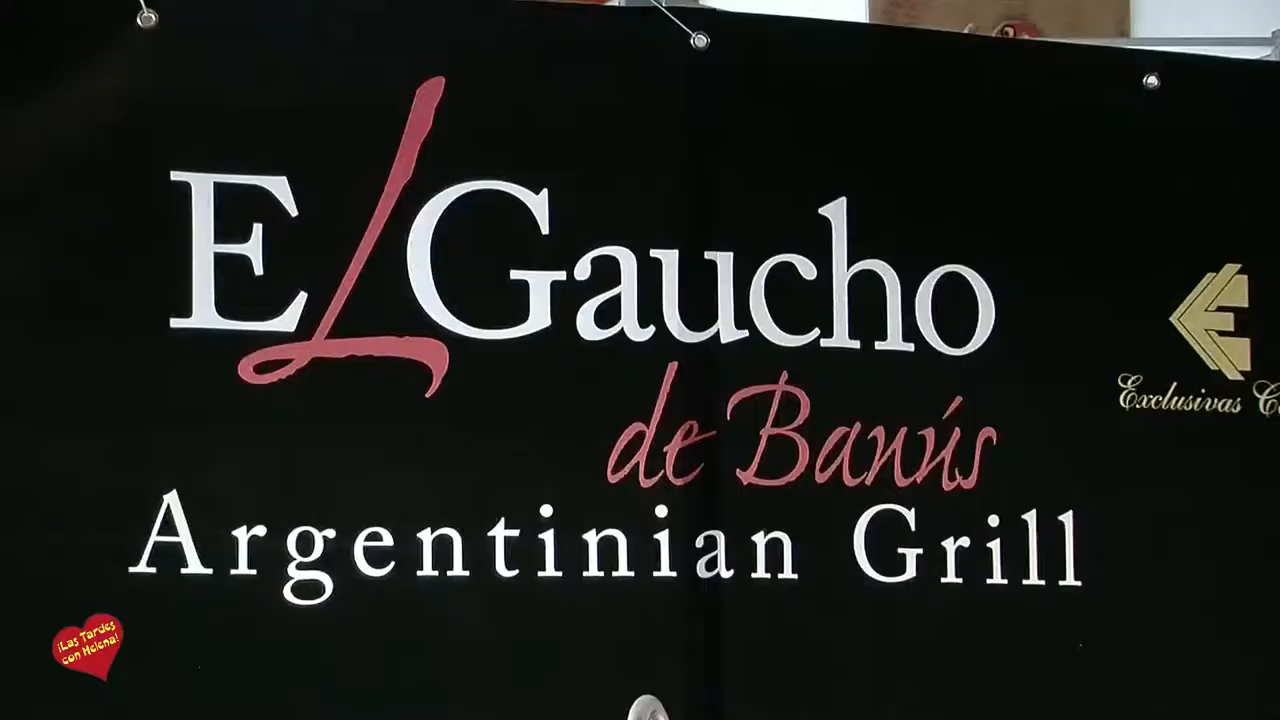 EL Gaucho
de Banús
Argentinian Grill
Exclusivas
¡Las Tardes
con Helena!